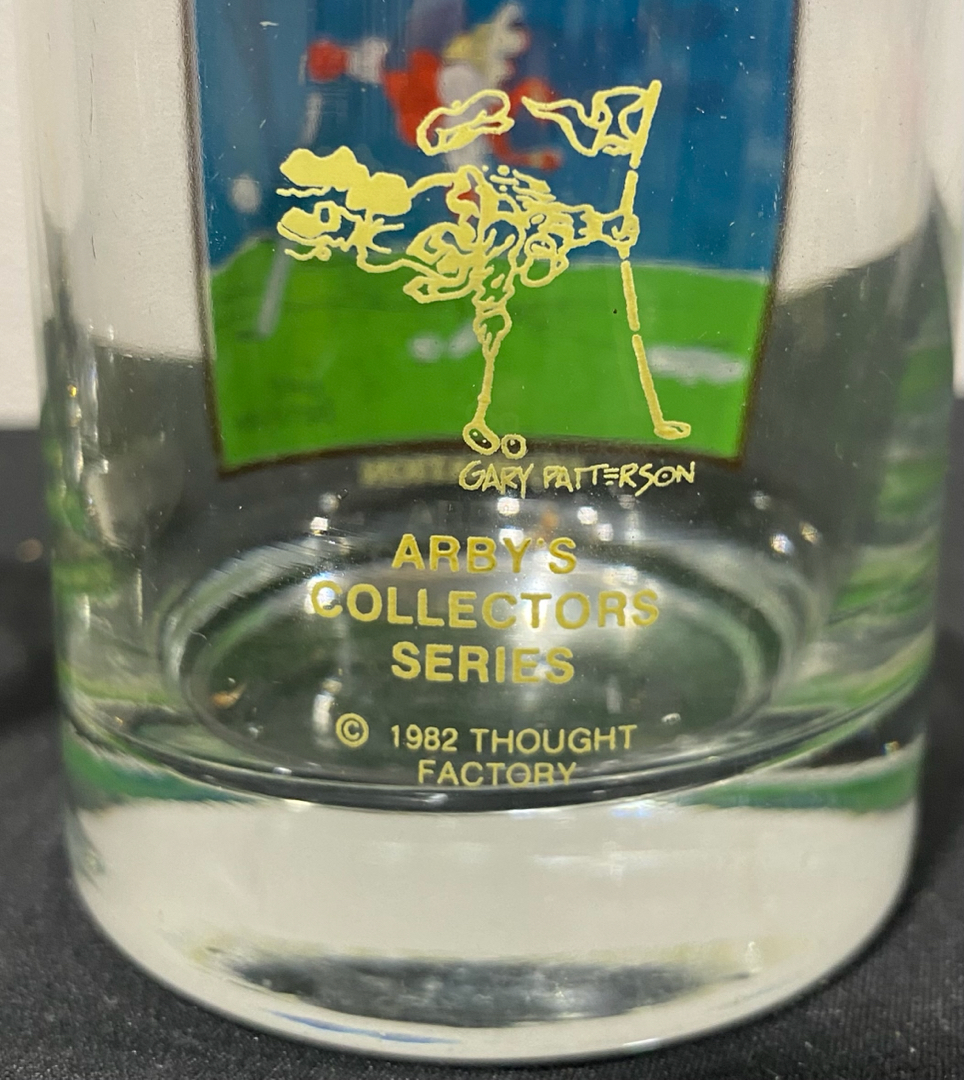 GARY PATTERSON
ARBY'S
COLLECTORS
SERIES
© 1982 THOUGHT
FACTORY